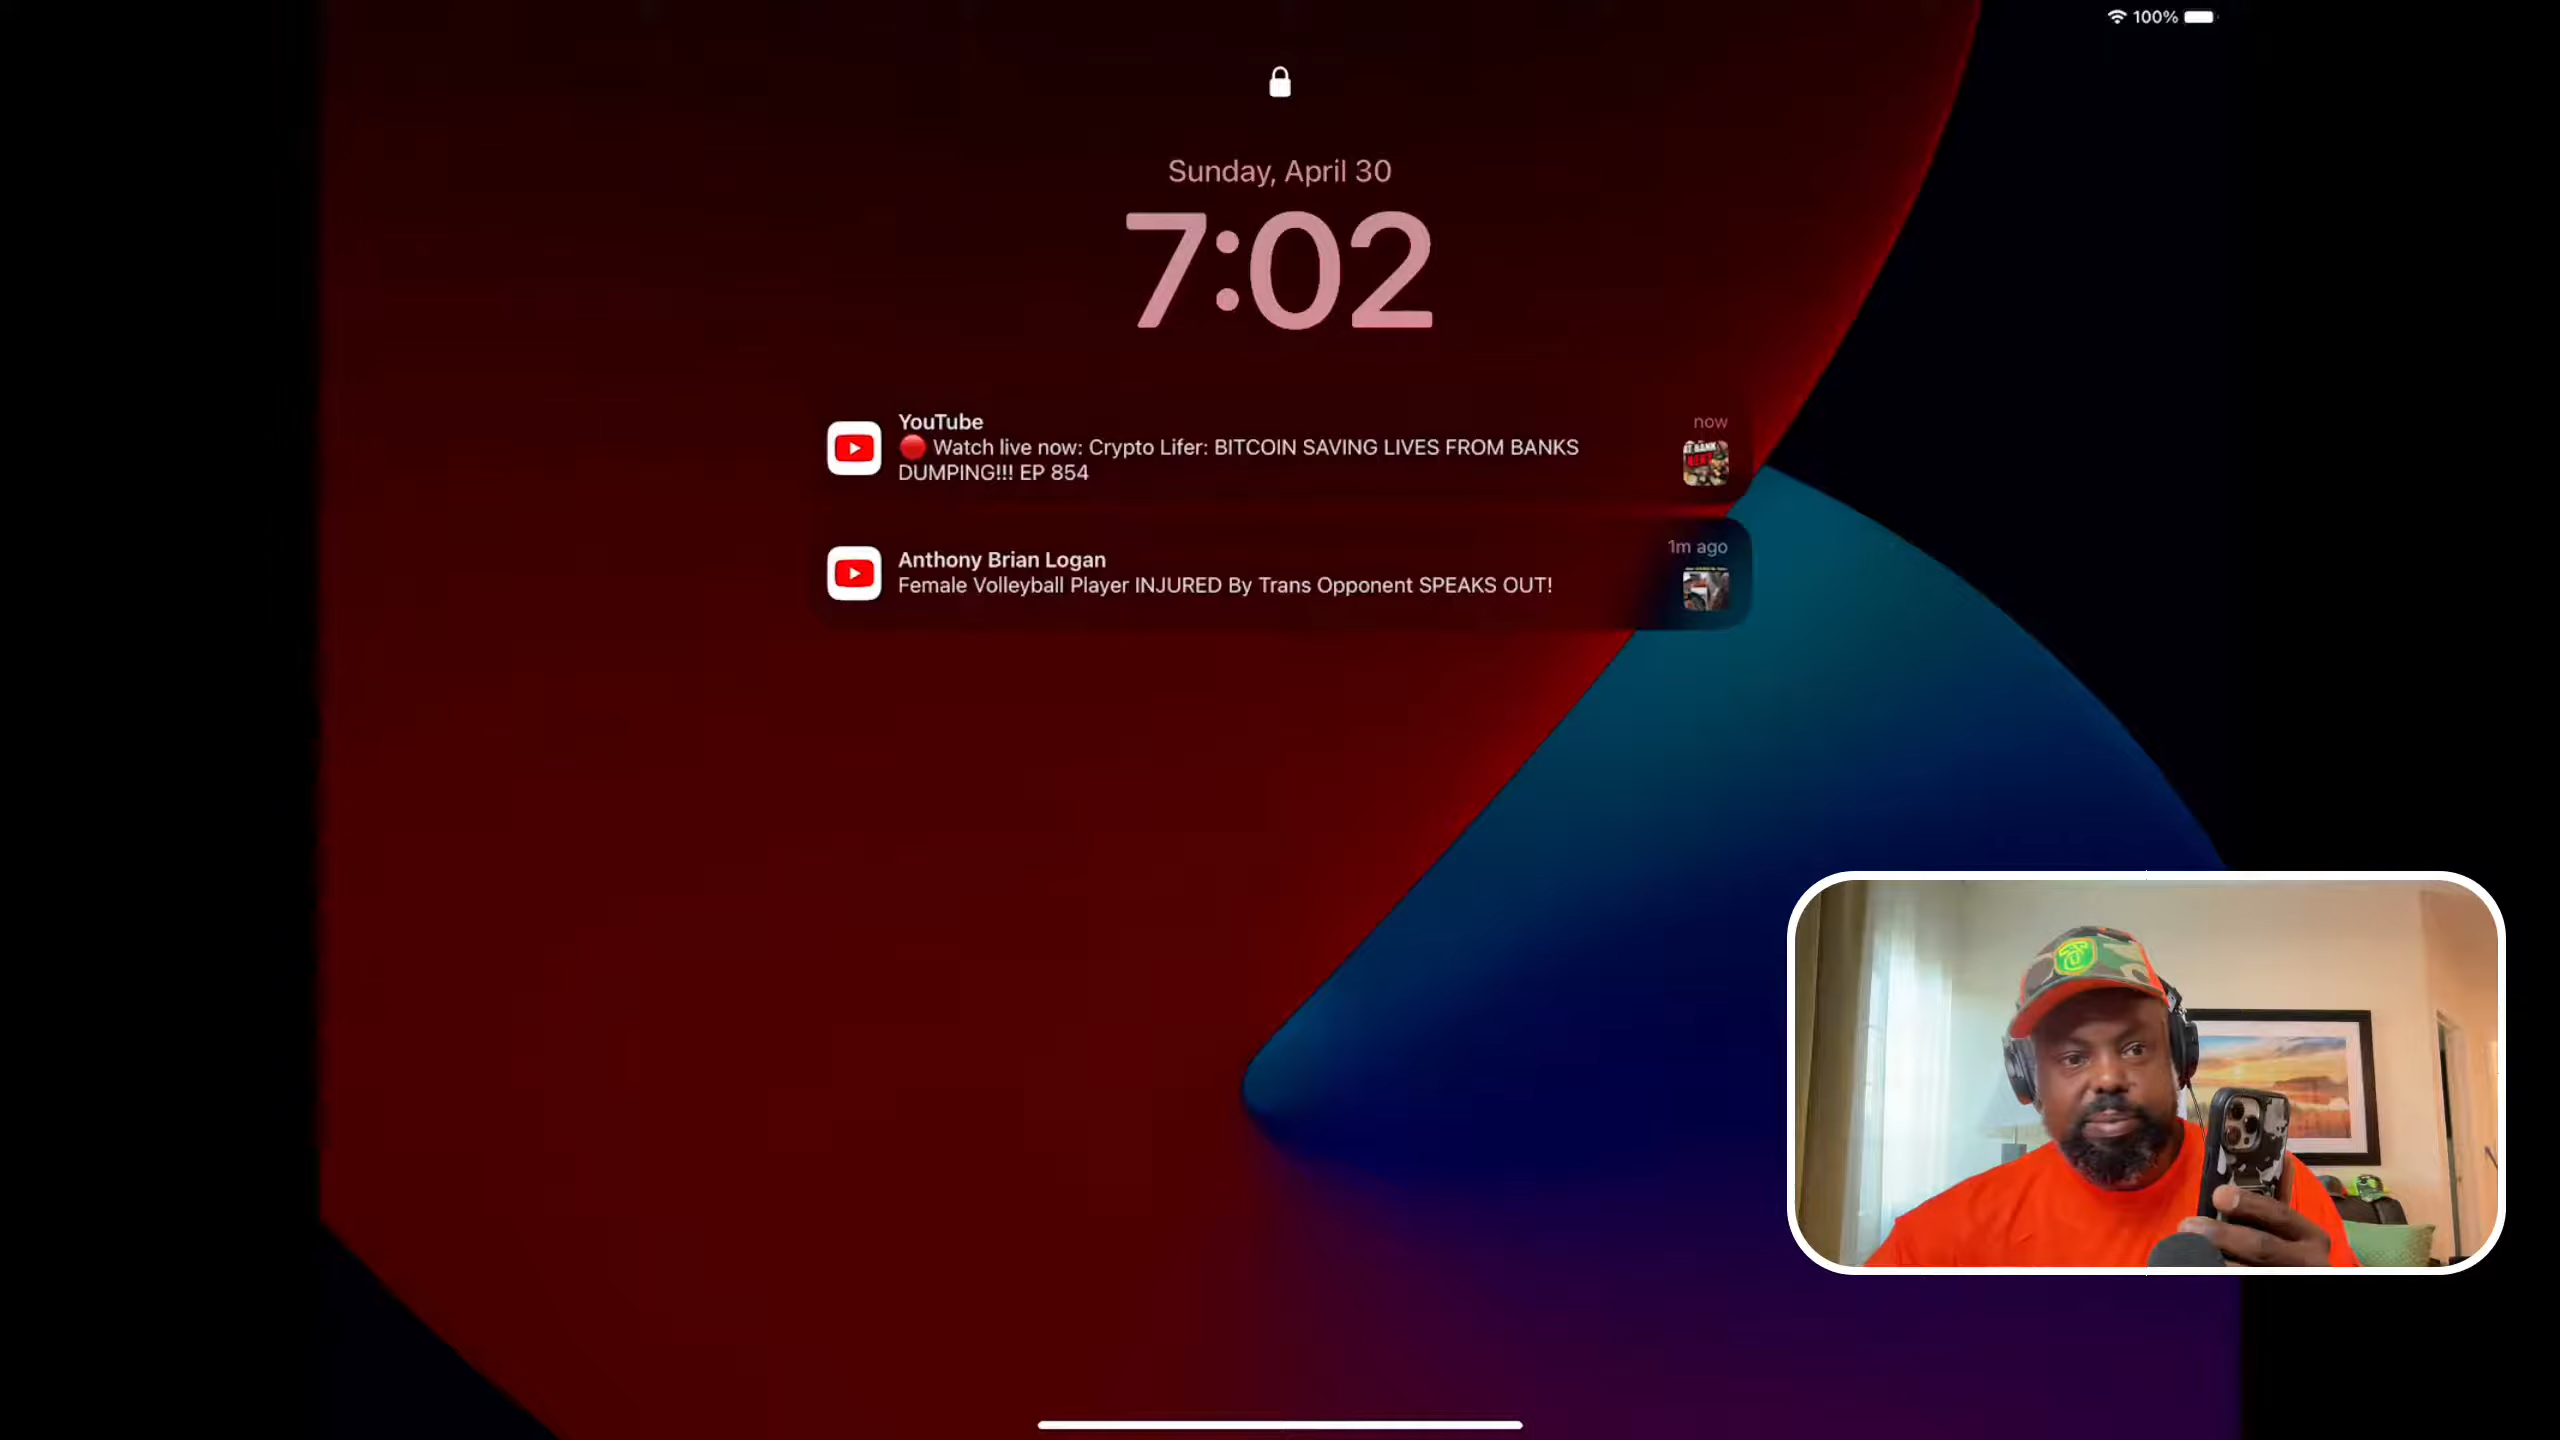 100%
Sunday, April 30
7:02
YouTube
now
🔴 Watch live now: Crypto Lifer: BITCOIN SAVING LIVES FROM BANKS
DUMPING!!! EP 854
Anthony Brian Logan
1m ago
Female Volleyball Player INJURED By Trans Opponent SPEAKS OUT!